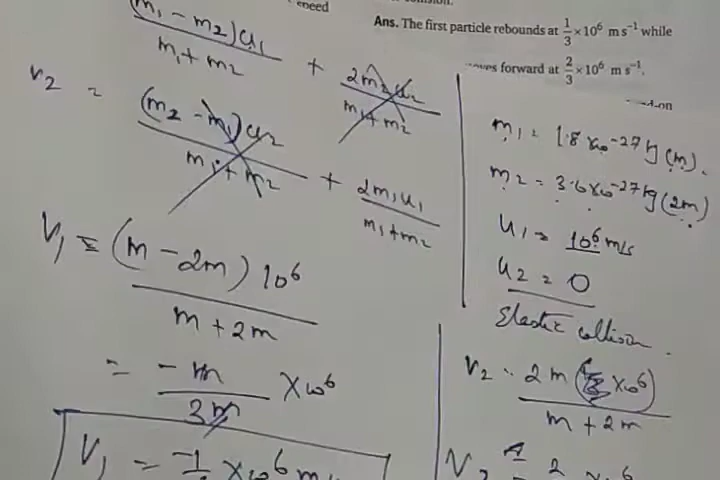 speed
Ans. The first particle rebounds at 1/3 ×10⁶ m s⁻¹ while
forward at 2/3 ×10⁶ m s⁻¹.
(m₁ - m₂)u₁ / m₁ + m₂ + 2m₂u₂ / m₁ + m₂
v₂ = (m₂ - m₁)u₂ / m₁ + m₂ + 2m₁u₁ / m₁ + m₂
V₁ = (m - 2m) 10⁶ / m + 2m
= -m / 3m × 10⁶
V₁ = -1/ × 10⁶ m
m₁ = 1.8 × 10⁻²⁷ kg (m).
m₂ = 3.6 × 10⁻²⁷ kg (2m)
u₁ = 10⁶ m/s
u₂ = 0
Elastic collision.
v₂ = 2m ( × 10⁶) / m + 2m
V₂ = 2 × 10⁶